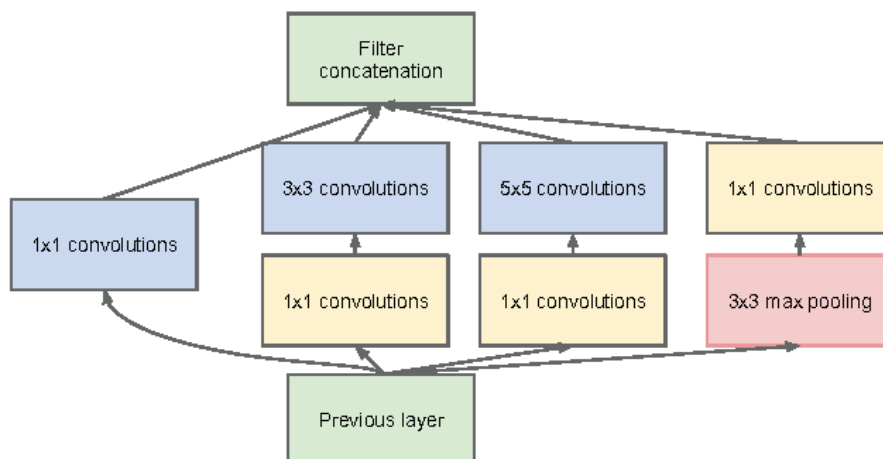 Filter
concatenation
3x3 convolutions
5x5 convolutions
1x1 convolutions
1x1 convolutions
1x1 convolutions
1x1 convolutions
3x3 max pooling
Previous layer